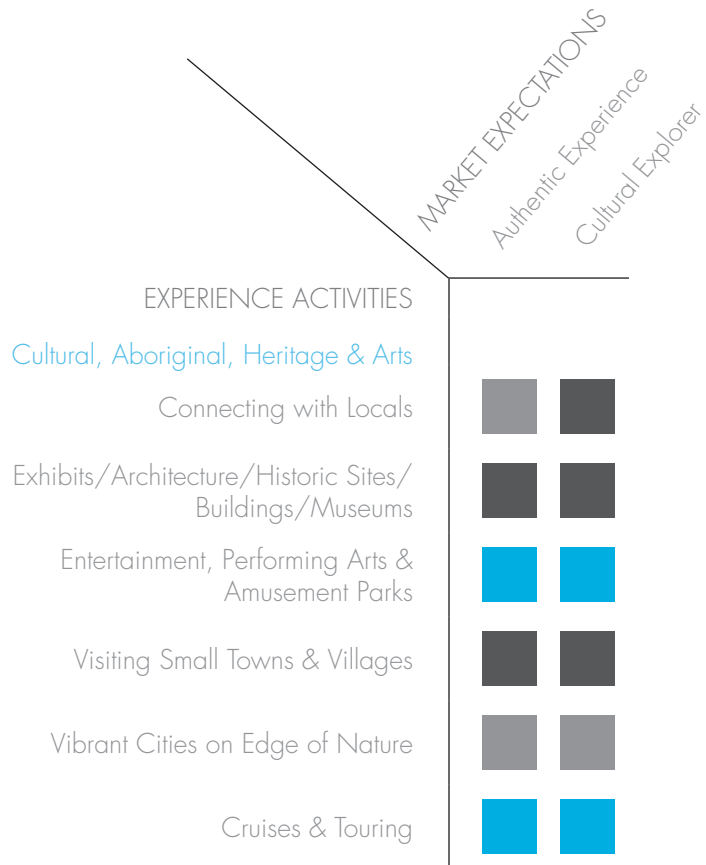 MARKET EXPECTATIONS
Authentic Experience
Cultural Explorer
EXPERIENCE ACTIVITIES
Cultural, Aboriginal, Heritage & Arts
Connecting with Locals
Exhibits/Architecture/Historic Sites/
Buildings/Museums
Entertainment, Performing Arts &
Amusement Parks
Visiting Small Towns & Villages
Vibrant Cities on Edge of Nature
Cruises & Touring